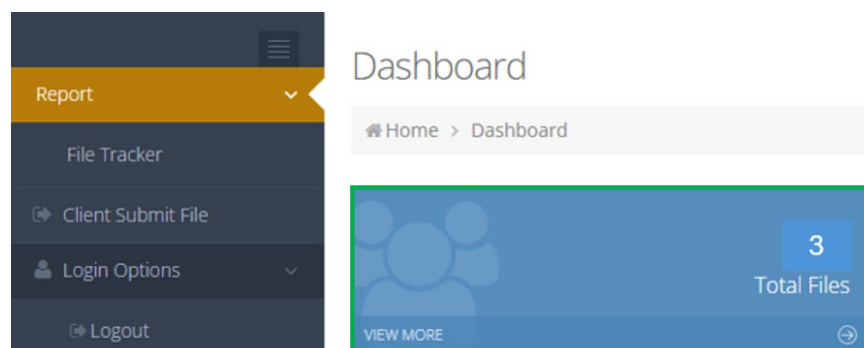 Report
File Tracker
Client Submit File
Login Options
Logout
Dashboard
Home > Dashboard
3
Total Files
VIEW MORE